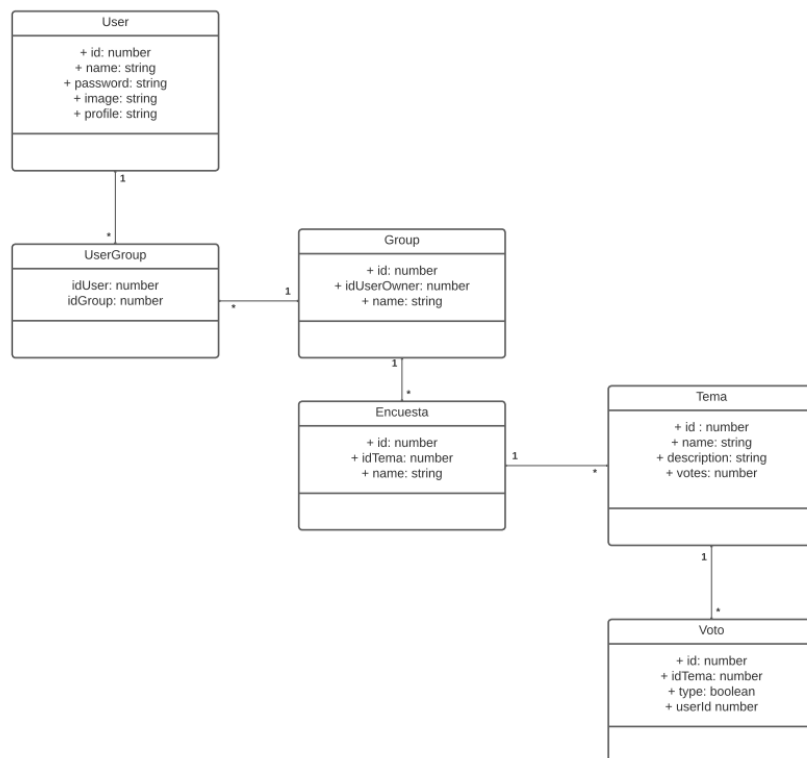 User
+ id: number
+ name: string
+ password: string
+ image: string
+ profile: string
1
*
UserGroup
idUser: number
idGroup: number
*
1
Group
+ id: number
+ idUserOwner: number
+ name: string
1
*
Encuesta
+ id: number
+ idTema: number
+ name: string
1
*
Tema
+ id : number
+ name: string
+ description: string
+ votes: number
1
*
Voto
+ id: number
+ idTema: number
+ type: boolean
+ userId number